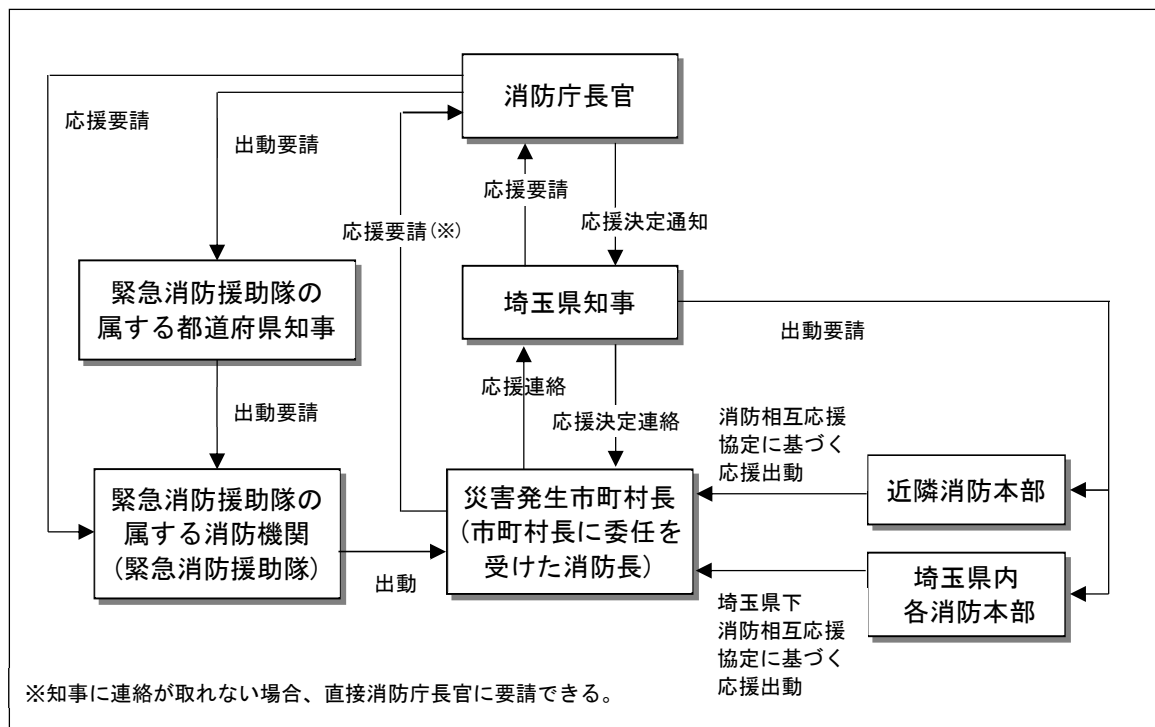 消防庁長官
応援要請
出動要請
応援要請
応援要請(※)
応援決定通知
緊急消防援助隊の
属する都道府県知事
埼玉県知事
出動要請
応援連絡
出動要請
応援決定連絡
消防相互応援
協定に基づく
応援出動
緊急消防援助隊の
属する消防機関
(緊急消防援助隊)
出動
災害発生市町村長
(市町村長に委任を
受けた消防長)
近隣消防本部
埼玉県内
各消防本部
埼玉県下
消防相互応援
協定に基づく
応援出動
※知事に連絡が取れない場合、直接消防庁長官に要請できる。